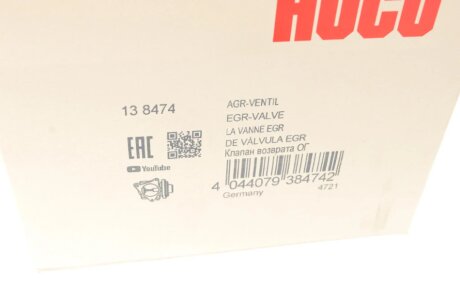 HUCO
13 8474
AGR-VENTIL
EGR-VALVE
LA VANNE EGR
DE VÁLVULA EGR
Клапан возврата ОГ
EAC
YouTube
4 044079 384742
Germany
4721